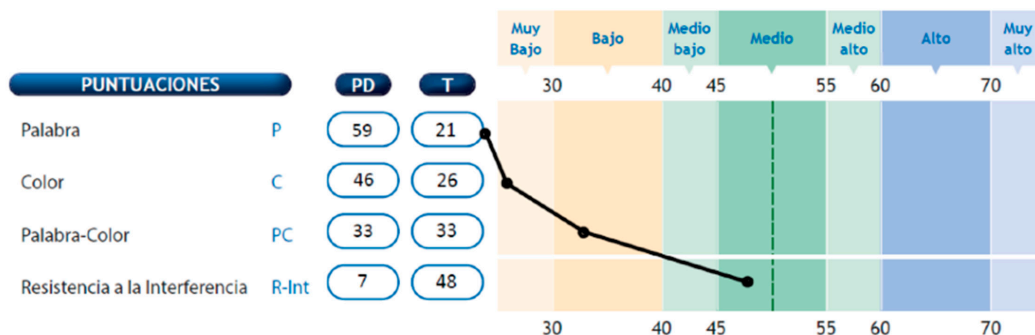 Muy Bajo
Bajo
Medio bajo
Medio
Medio alto
Alto
Muy alto
PUNTUACIONES PD T
30 40 45 55 60 70
Palabra P 59 21
Color C 46 26
Palabra-Color PC 33 33
Resistencia a la Interferencia R-Int 7 48
30 40 45 55 60 70